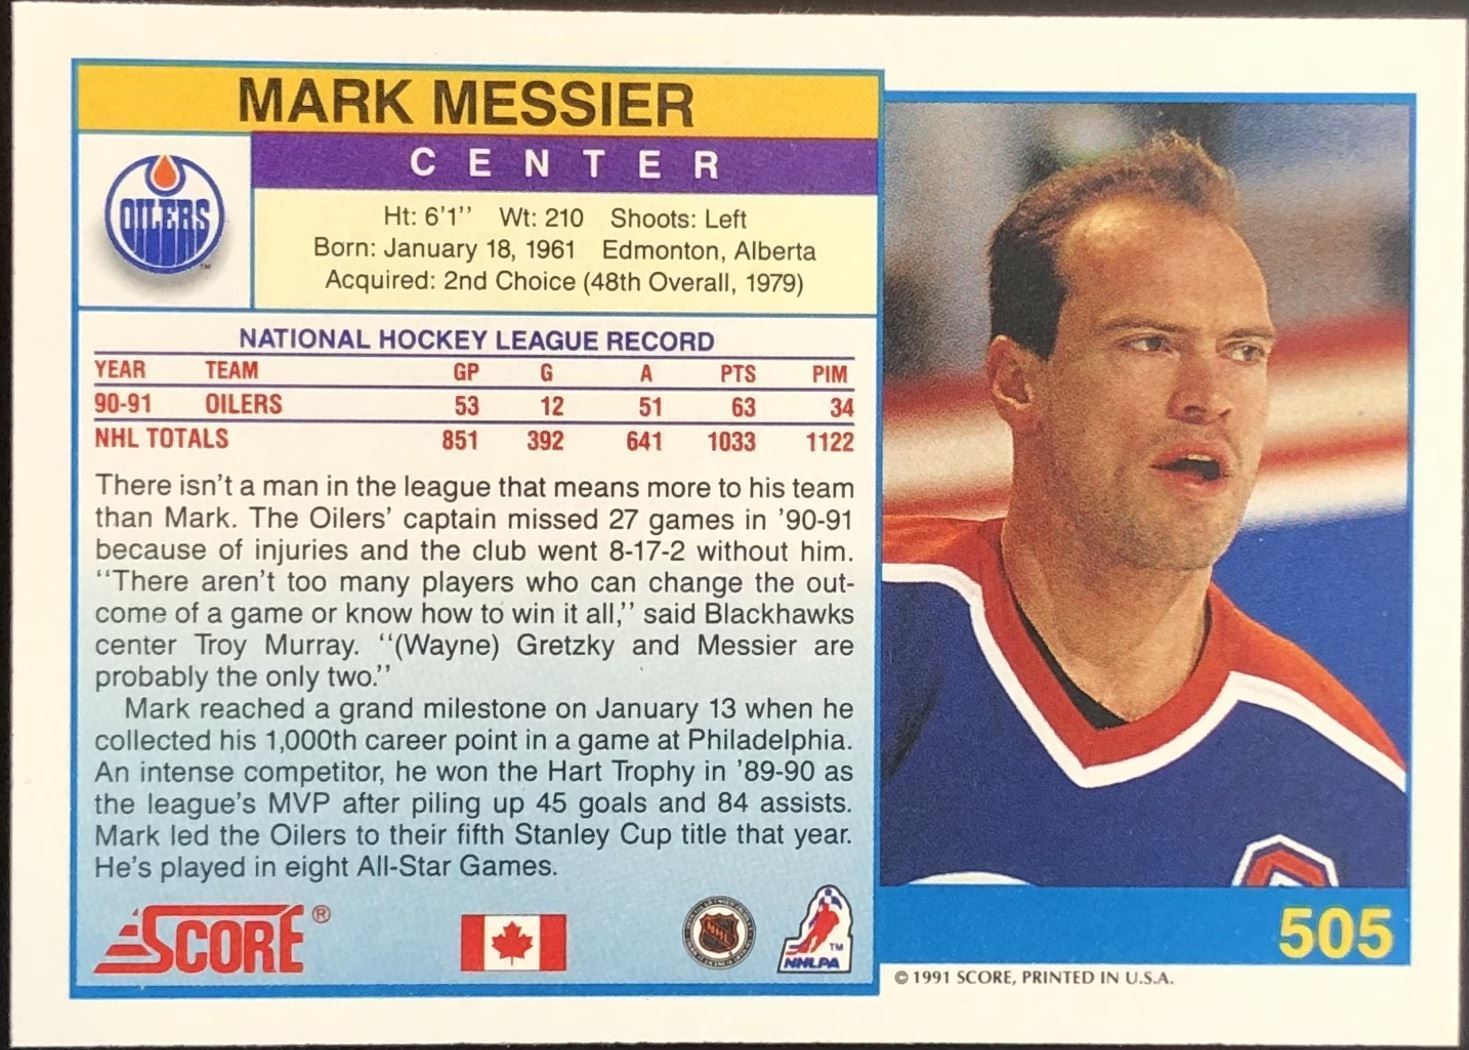 MARK MESSIER
CENTER
OILERS
TM
Ht: 6'1'' Wt: 210 Shoots: Left
Born: January 18, 1961 Edmonton, Alberta
Acquired: 2nd Choice (48th Overall, 1979)
NATIONAL HOCKEY LEAGUE RECORD
YEAR TEAM GP G A PTS PIM
90-91 OILERS 53 12 51 63 34
NHL TOTALS 851 392 641 1033 1122
There isn't a man in the league that means more to his team
than Mark. The Oilers' captain missed 27 games in '90-91
because of injuries and the club went 8-17-2 without him.
''There aren't too many players who can change the out-
come of a game or know how to win it all,'' said Blackhawks
center Troy Murray. ''(Wayne) Gretzky and Messier are
probably the only two.''
Mark reached a grand milestone on January 13 when he
collected his 1,000th career point in a game at Philadelphia.
An intense competitor, he won the Hart Trophy in '89-90 as
the league's MVP after piling up 45 goals and 84 assists.
Mark led the Oilers to their fifth Stanley Cup title that year.
He's played in eight All-Star Games.
SCORE®
NHL
TM
NHLPA
505
© 1991 SCORE, PRINTED IN U.S.A.